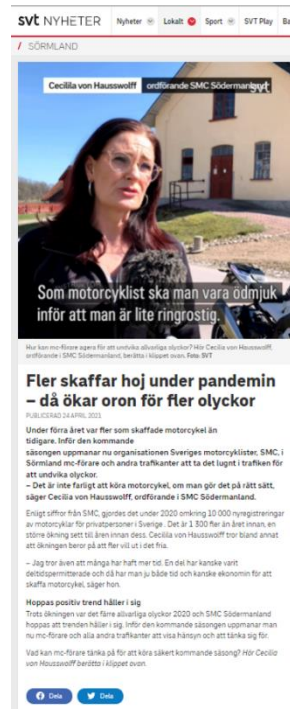 svt NYHETER Nyheter Lokalt Sport SVT Play
/ SÖRMLAND
Cecilila von Hausswolff ordförande SMC Södermanland
Som motorcyklist ska man vara ödmjuk
inför att man är lite ringrostig.
Hur kan mc-förare agera för att undvika allvarliga olyckor? Hör Cecilia von Hausswolff,
ordförande i SMC Södermanland, berätta i klippet ovan. Foto: SVT
Fler skaffar hoj under pandemin
– då ökar oron för fler olyckor
PUBLICERAD 24 APRIL 2021
Under förra året var fler som skaffade motorcykel än
tidigare. Inför den kommande
säsongen uppmanar nu organisationen Sveriges motorcyklister, SMC, i
Sörmland mc-förare och andra trafikanter att ta det lugnt i trafiken för
att undvika olyckor.
– Det är inte farligt att köra motorcykel, om man gör det på rätt sätt,
säger Cecilia von Hausswolff, ordförande i SMC Södermanland.
Enligt siffror från SMC, gjordes det under 2020 omkring 10 000 nyregistreringar
av motorcyklar för privatpersoner i Sverige . Det är 1 800 fler än året innan, en
större ökning sett till åren innan dess. Cecilia von Hausswolff tror bland annat
att ökningen beror på att fler vill ut i det fria.
– Jag tror även att många har haft mer tid. En del har kanske varit
deltidspermitterade och då har man ju både tid och kanske ekonomin för att
skaffa motorcykel, säger hon.
Hoppas positiv trend håller i sig
Trots ökningen var det färre allvarliga olyckor 2020 och SMC Södermanland
hoppas att trenden håller i sig. Inför den kommande säsongen uppmanar man
nu mc-förare och alla andra trafikanter att visa hänsyn och att tänka sig för.
Vad kan mc-förare tänka på för att köra säkert kommande säsong? Hör Cecilia
von Hausswolff berätta i klippet ovan.
Dela Dela